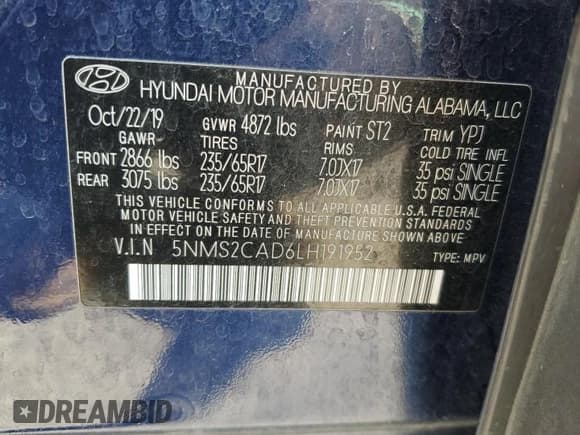 MANUFACTURED BY
HYUNDAI MOTOR MANUFACTURING ALABAMA, LLC
Oct/22/19 GVWR 4872 lbs PAINT ST2 TRIM YPJ
GAWR TIRES RIMS COLD TIRE INFL
FRONT 2866 lbs 235/65R17 7.0JX17 35 psi SINGLE
REAR 3075 lbs 235/65R17 7.0JX17 35 psi SINGLE
THIS VEHICLE CONFORMS TO ALL APPLICABLE U.S.A. FEDERAL
MOTOR VEHICLE SAFETY AND THEFT PREVENTION STANDARDS
IN EFFECT ON THE DATE OF MANUFACTURE SHOWN ABOVE.
V.I.N 5NMS2CAD6LH191952 TYPE: MPV
DREAMBID